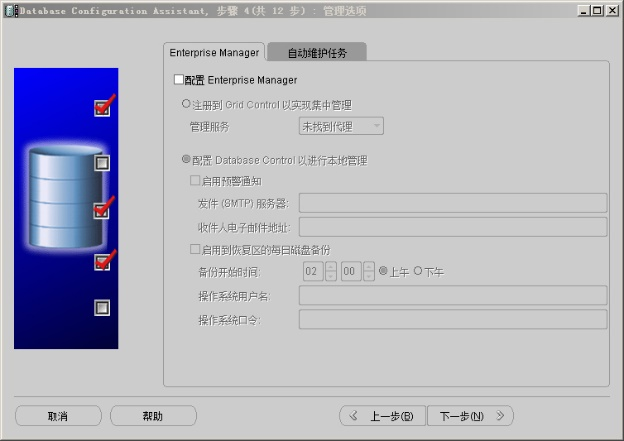 Database Configuration Assistant, 步骤 4(共 12 步) : 管理选项
Enterprise Manager 自动维护任务
配置 Enterprise Manager
注册到 Grid Control 以实现集中管理
管理服务 未找到代理
配置 Database Control 以进行本地管理
启用预警通知
发件 (SMTP) 服务器:
收件人电子邮件地址:
启用到恢复区的每日磁盘备份
备份开始时间: 02 00 上午 下午
操作系统用户名:
操作系统口令:
取消 帮助 上一步(B) 下一步(N)